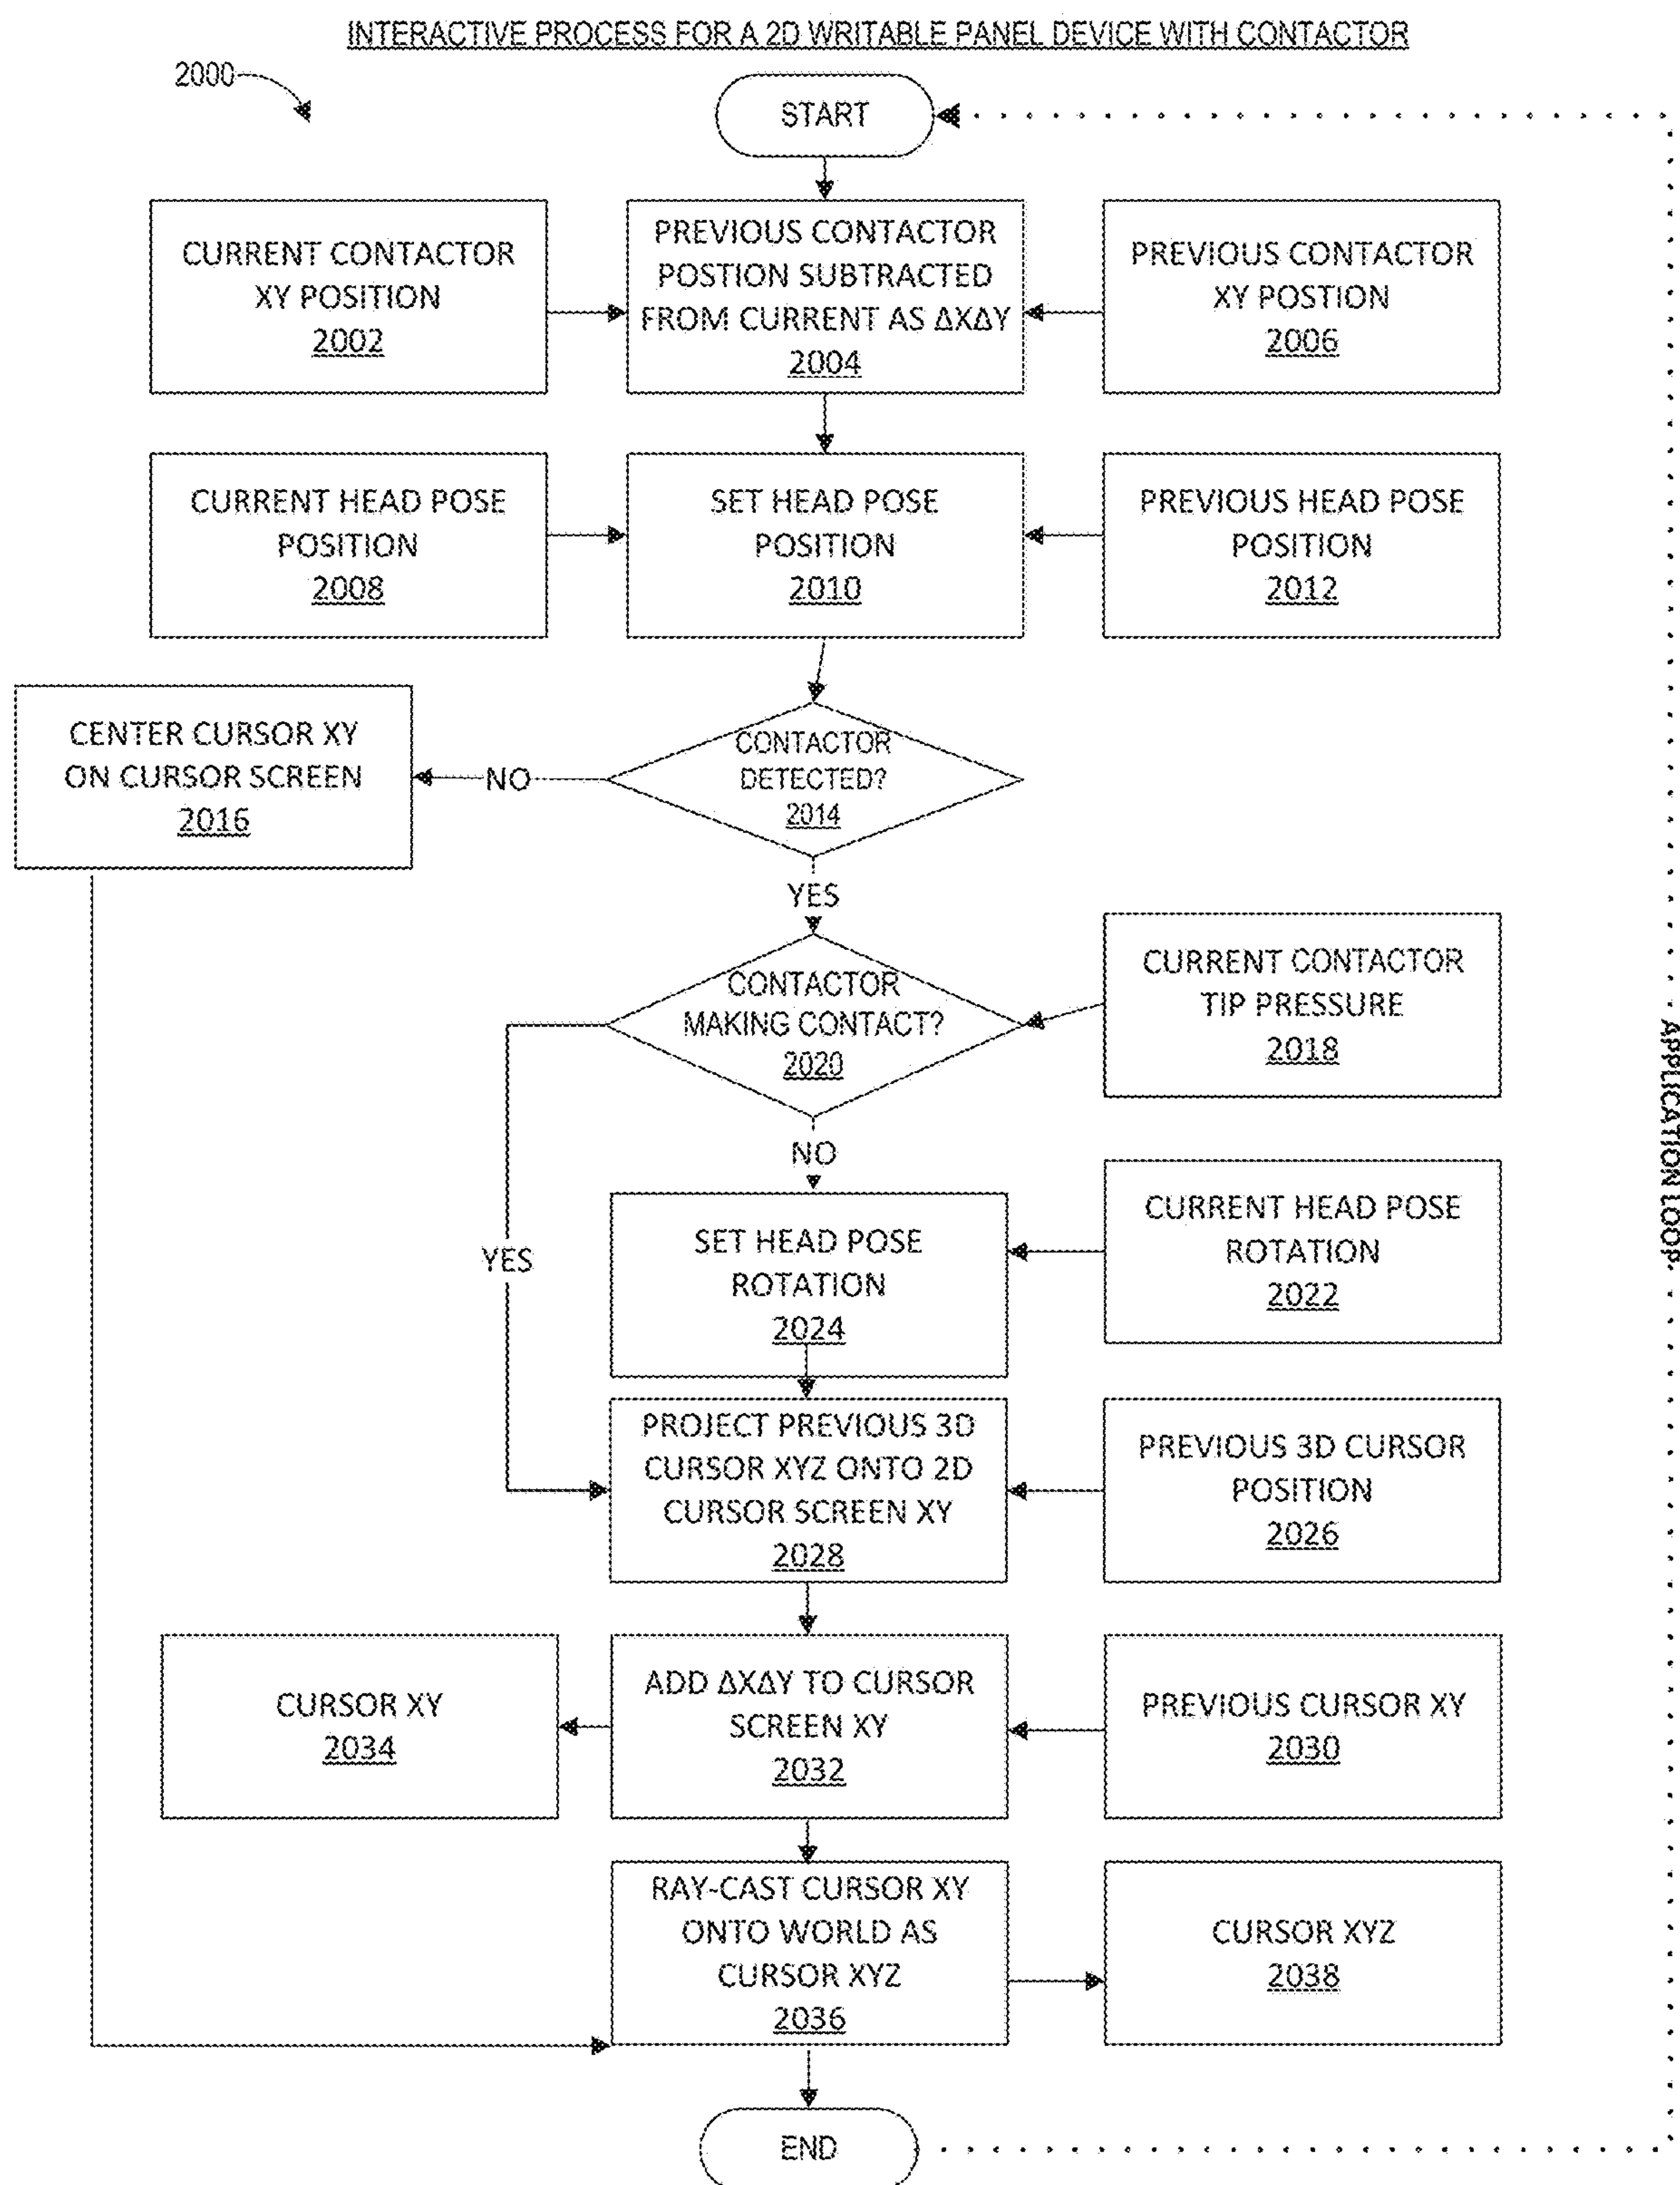 INTERACTIVE PROCESS FOR A 2D WRITABLE PANEL DEVICE WITH CONTACTOR
2000
START
CURRENT CONTACTOR
XY POSITION
2002
PREVIOUS CONTACTOR
POSTION SUBTRACTED
FROM CURRENT AS ΔXΔY
2004
PREVIOUS CONTACTOR
XY POSTION
2006
CURRENT HEAD POSE
POSITION
2008
SET HEAD POSE
POSITION
2010
PREVIOUS HEAD POSE
POSITION
2012
CENTER CURSOR XY
ON CURSOR SCREEN
2016
NO
CONTACTOR
DETECTED?
2014
YES
CONTACTOR
MAKING CONTACT?
2020
CURRENT CONTACTOR
TIP PRESSURE
2018
APPLICATION LOOP
NO
YES
SET HEAD POSE
ROTATION
2024
CURRENT HEAD POSE
ROTATION
2022
PROJECT PREVIOUS 3D
CURSOR XYZ ONTO 2D
CURSOR SCREEN XY
2028
PREVIOUS 3D CURSOR
POSITION
2026
CURSOR XY
2034
ADD ΔXΔY TO CURSOR
SCREEN XY
2032
PREVIOUS CURSOR XY
2030
RAY-CAST CURSOR XY
ONTO WORLD AS
CURSOR XYZ
2036
CURSOR XYZ
2038
END